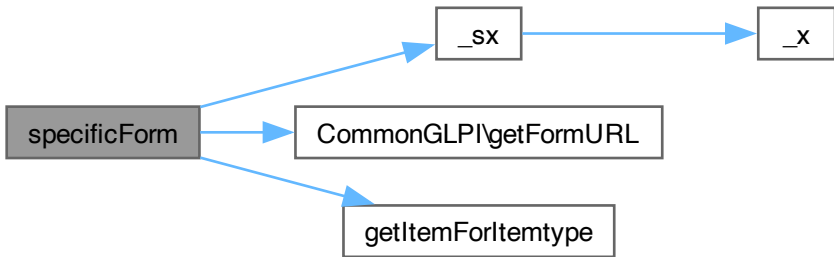 _sx
_x
specificForm
CommonGLPI\getFormURL
getItemForItemtype